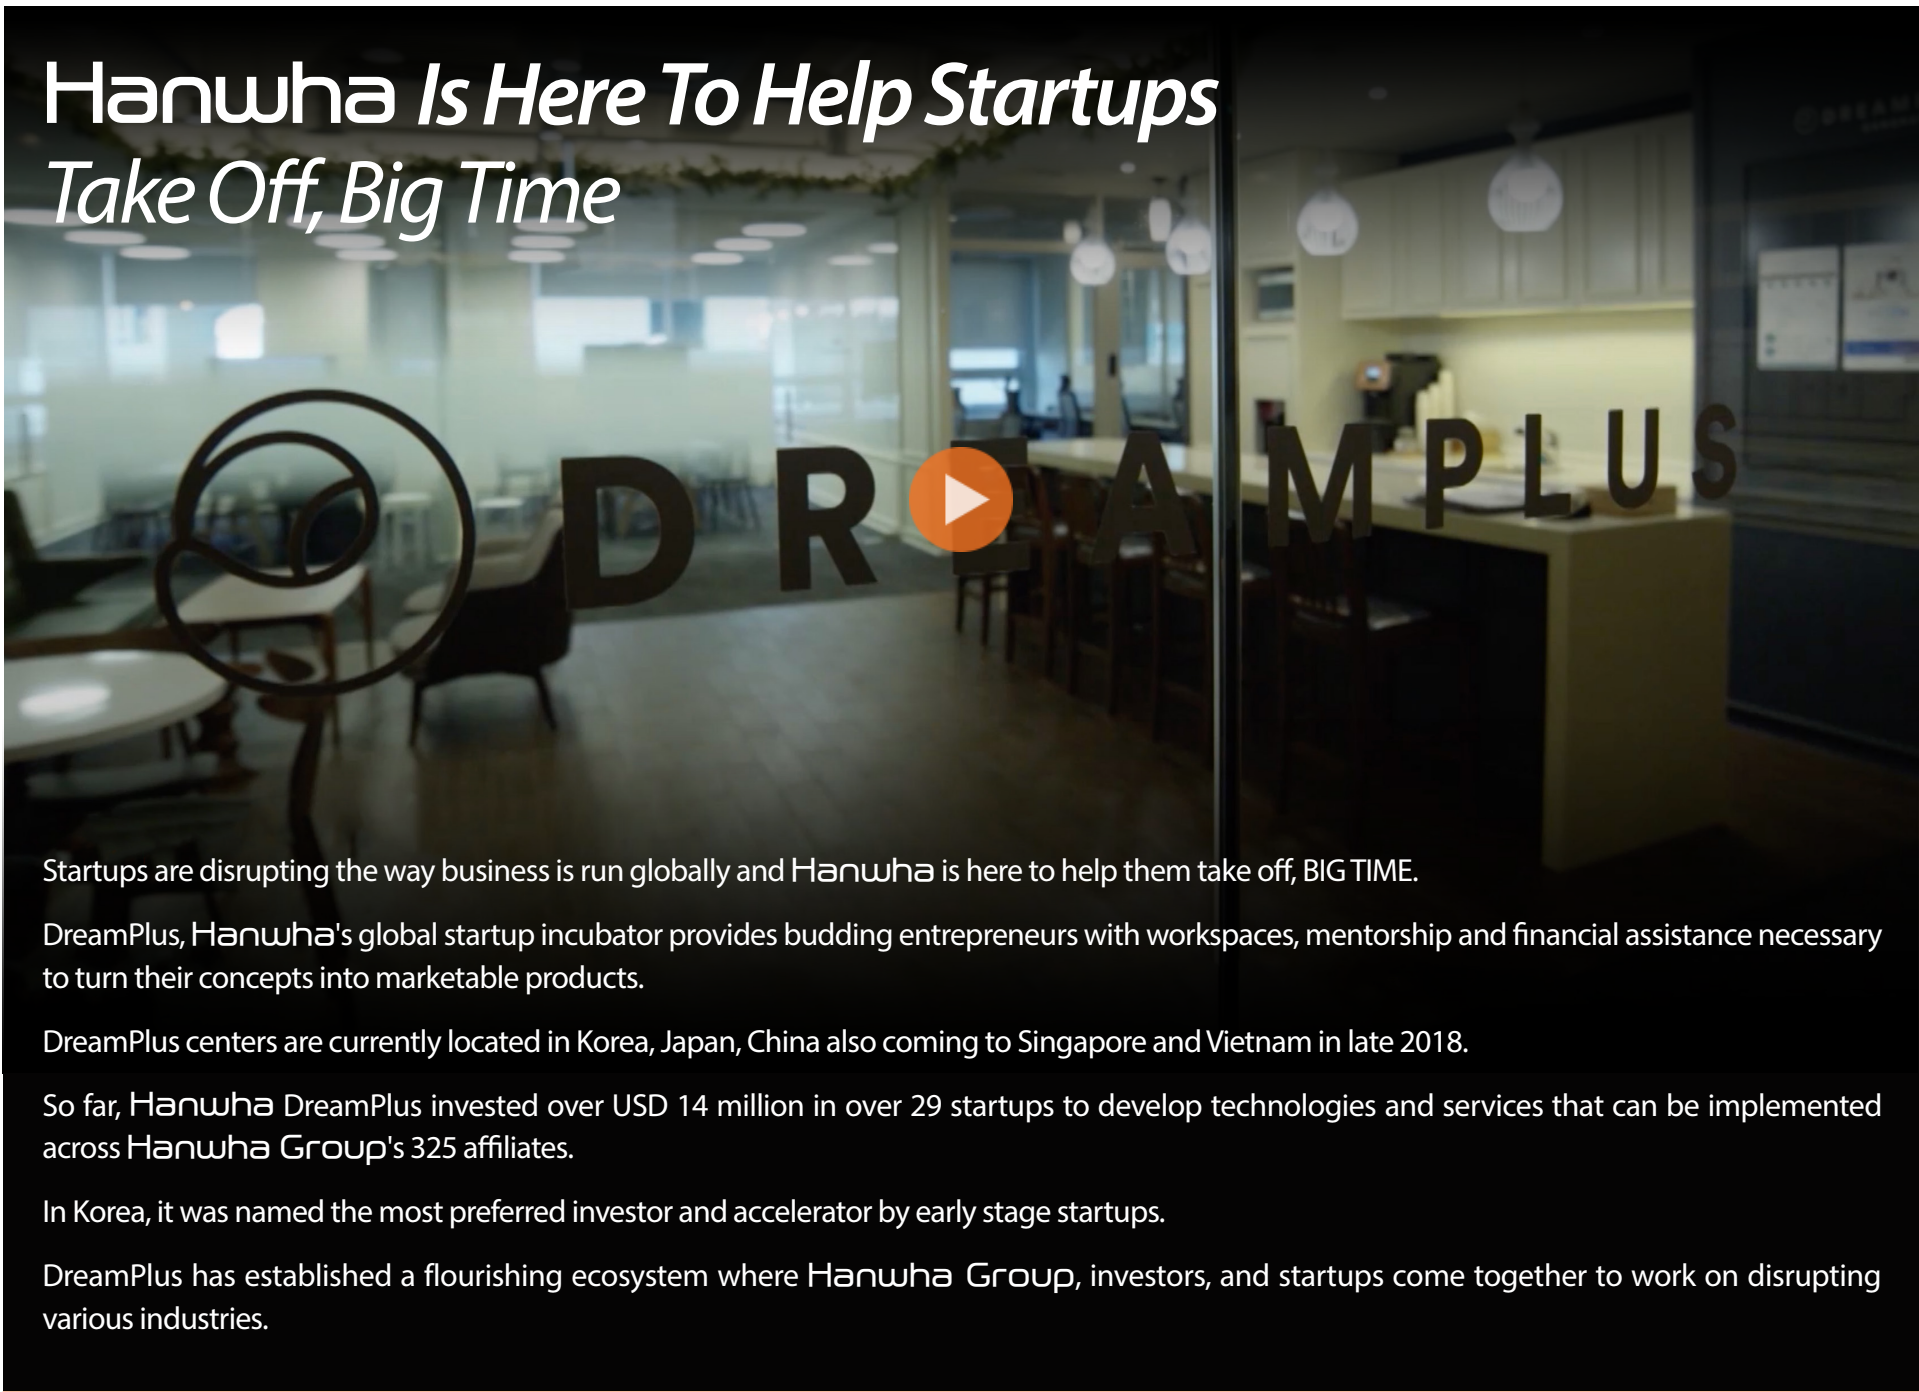 Hanwha Is Here To Help Startups
Take Off, Big Time
DREAMPLUS
Startups are disrupting the way business is run globally and Hanwha is here to help them take off, BIG TIME.
DreamPlus, Hanwha's global startup incubator provides budding entrepreneurs with workspaces, mentorship and financial assistance necessary
to turn their concepts into marketable products.
DreamPlus centers are currently located in Korea, Japan, China also coming to Singapore and Vietnam in late 2018.
So far, Hanwha DreamPlus invested over USD 14 million in over 29 startups to develop technologies and services that can be implemented
across Hanwha Group's 325 affiliates.
In Korea, it was named the most preferred investor and accelerator by early stage startups.
DreamPlus has established a flourishing ecosystem where Hanwha Group, investors, and startups come together to work on disrupting
various industries.